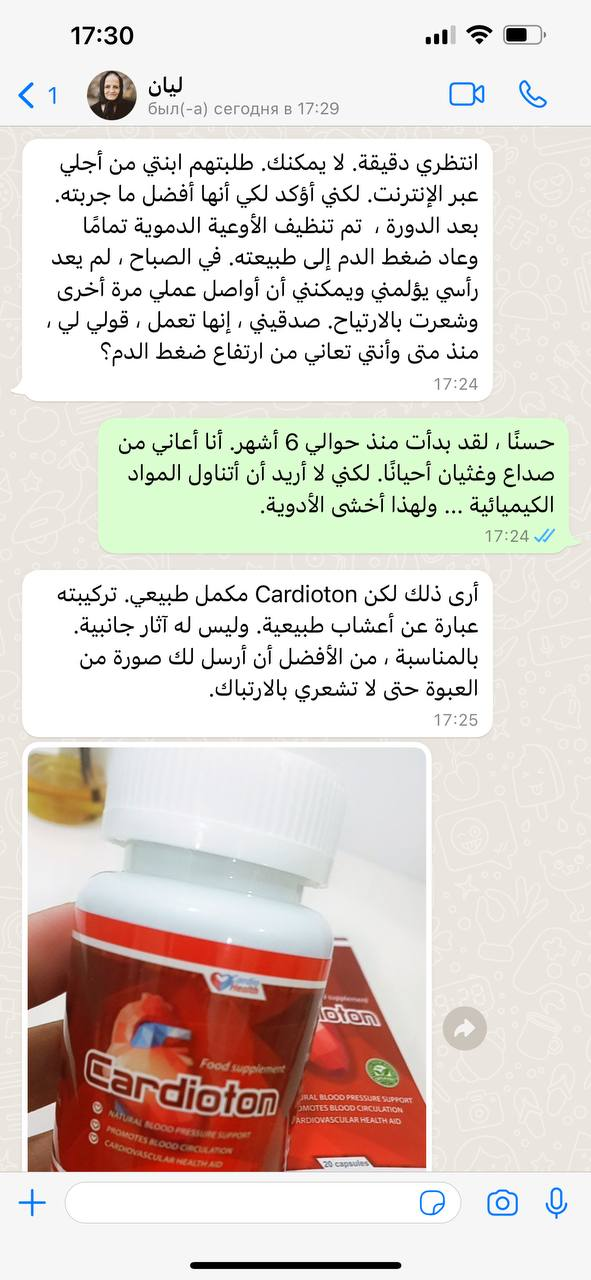 17:30
1
ليان
был(-а) сегодня в 17:29
انتظري دقيقة. لا يمكنك. طلبتهم ابنتي من أجلي
عبر الإنترنت. لكني أؤكد لكي أنها أفضل ما جربته.
بعد الدورة ، تم تنظيف الأوعية الدموية تمامًا
وعاد ضغط الدم إلى طبيعته. في الصباح ، لم يعد
رأسي يؤلمني ويمكنني أن أواصل عملي مرة أخرى
وشعرت بالارتياح. صدقيني ، إنها تعمل ، قولي لي ،
منذ متى وأنتي تعاني من ارتفاع ضغط الدم؟
17:24
حسنًا ، لقد بدأت منذ حوالي 6 أشهر. أنا أعاني من
صداع وغثيان أحيانًا. لكني لا أريد أن أتناول المواد
الكيميائية ... ولهذا أخشى الأدوية.
17:24
أرى ذلك لكن Cardioton مكمل طبيعي. تركيبته
عبارة عن أعشاب طبيعية. وليس له آثار جانبية.
بالمناسبة ، من الأفضل أن أرسل لك صورة من
العبوة حتى لا تشعري بالارتباك.
17:25
Cardio
Health
Food supplement
Cardioton
NATURAL BLOOD PRESSURE SUPPORT
PROMOTES BLOOD CIRCULATION
CARDIOVASCULAR HEALTH AID
supplement
ioton
URAL BLOOD PRESSURE SUPPORT
OMOTES BLOOD CIRCULATION
ARDIOVASCULAR HEALTH AID
20 capsules